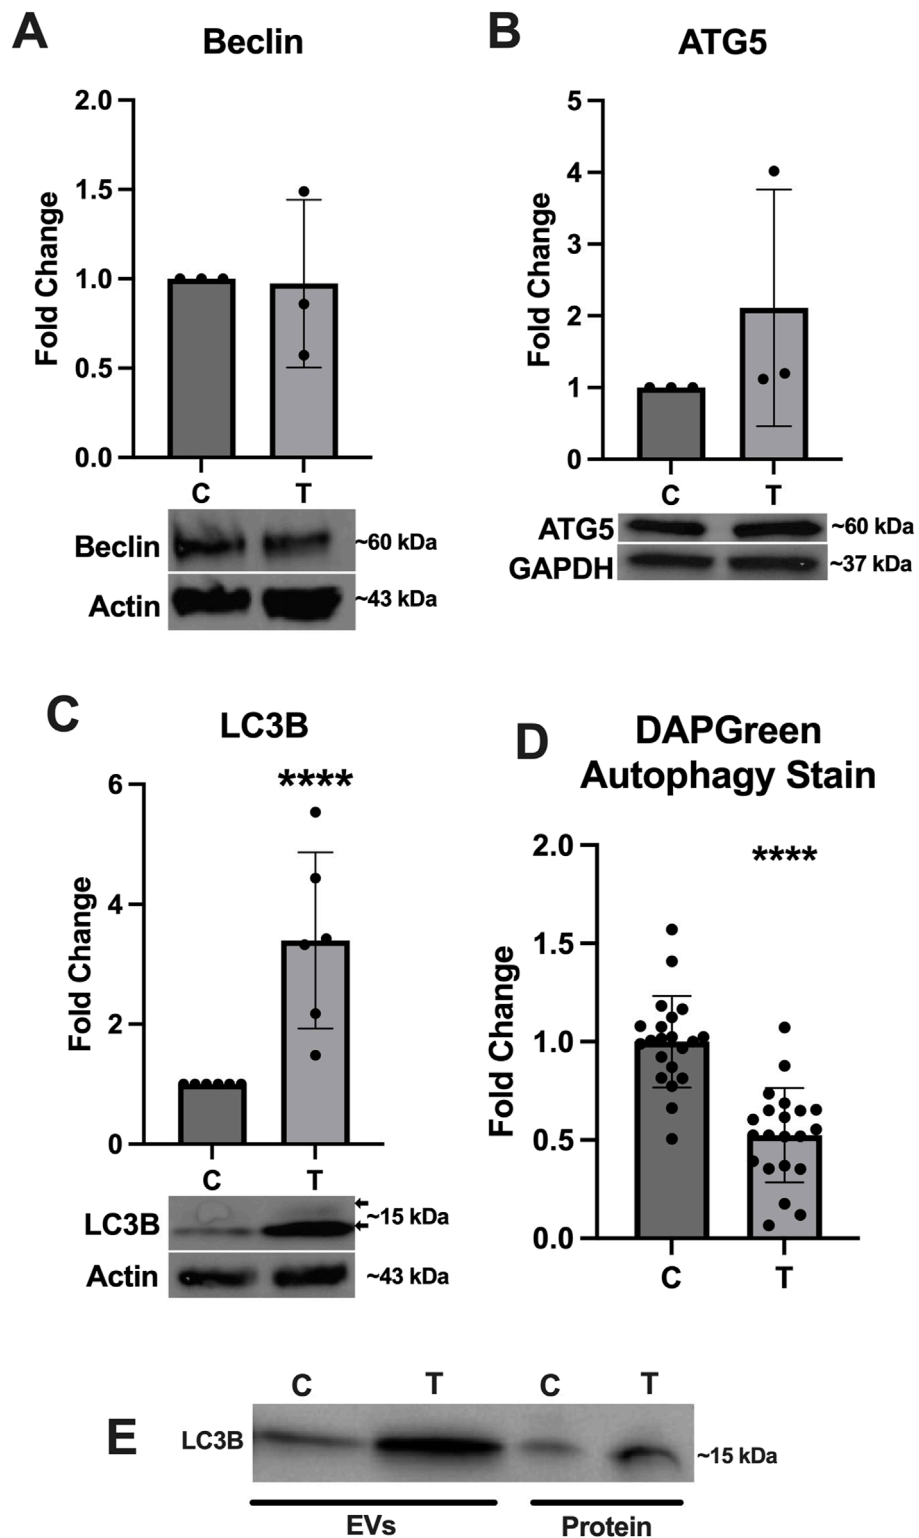 A
Beclin
Fold Change
2.0
1.5
1.0
0.5
0.0
C
T
Beclin
~60 kDa
Actin
~43 kDa
B
ATG5
Fold Change
5
4
3
2
1
0
C
T
ATG5
~60 kDa
GAPDH
~37 kDa
C
LC3B
Fold Change
6
4
2
0
****
C
T
LC3B
~15 kDa
Actin
~43 kDa
D
DAPGreen
Autophagy Stain
Fold Change
2.0
1.5
1.0
0.5
0.0
****
C
T
E
C
T
C
T
LC3B
~15 kDa
EVs
Protein